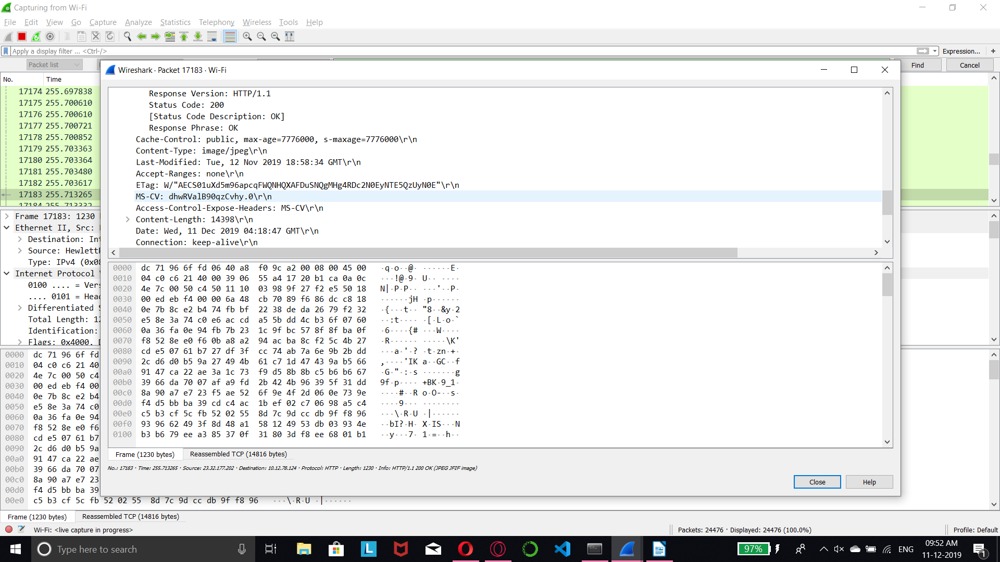 Capturing from Wi-Fi
File Edit View Go Capture Analyze Statistics Telephony Wireless Tools Help
Apply a display filter ... <Ctrl-/>
Expression... +
Packet list
Find Cancel
No. Time
17174 255.697838
17175 255.700610
17176 255.700610
17177 255.700721
17178 255.700852
17179 255.703363
17180 255.703364
17181 255.703480
17182 255.703617
17183 255.713265
17184 255.713332
Frame 17183: 1230
Ethernet II, Src:
Destination: Int
Source: HewlettP
Type: IPv4 (0x08
Internet Protocol V
0100 .... = Vers
.... 0101 = Head
Differentiated S
Total Length: 12
Identification:
Flags: 0x4000, D
0000 dc 71 96 6f fd
0010 04 c0 c6 21 40
0020 4e 7c 00 50 c4
0030 00 ed eb f4 00
0040 0e 7b 8c e2 b4
0050 e5 8e 3a 74 c0
0060 0a 36 fa 0e 94
0070 f8 52 8e e0 f6
0080 cd e5 07 61 b7
0090 2c d6 d0 b5 9a
00a0 91 47 ca 22 ae
00b0 39 66 da 70 07
00c0 8a 90 a7 e7 23
00d0 f4 d5 bb ba 39
00e0 c5 b3 cf 5c fb 52 02 55 8d 7c 9d cc db 9f f8 96 ···\·R·U ·|······
Frame (1230 bytes) Reassembled TCP (14816 bytes)
Wi-Fi: <live capture in progress>
Packets: 24476 · Displayed: 24476 (100.0%)
Profile: Default
Wireshark · Packet 17183 · Wi-Fi
Response Version: HTTP/1.1
Status Code: 200
[Status Code Description: OK]
Response Phrase: OK
Cache-Control: public, max-age=7776000, s-maxage=7776000\r\n
Content-Type: image/jpeg\r\n
Last-Modified: Tue, 12 Nov 2019 18:58:34 GMT\r\n
Accept-Ranges: none\r\n
ETag: W/"AECS01uXd5m96apcqFWQNHQXAFDuSNQgMHg4RDc2N0EyNTE5QzUyN0E"\r\n
MS-CV: dhwRValB90qzCvhy.0\r\n
Access-Control-Expose-Headers: MS-CV\r\n
Content-Length: 14398\r\n
Date: Wed, 11 Dec 2019 04:18:47 GMT\r\n
Connection: keep-alive\r\n
0000 dc 71 96 6f fd 06 40 a8 f0 9c a2 00 08 00 45 00 ·q·o··@· ······E·
0010 04 c0 c6 21 40 00 39 06 55 a4 17 20 b1 ca 0a 0c ···!@·9· U·· ····
0020 4e 7c 00 50 c4 50 11 10 03 98 9f 27 f2 e5 50 18 N|·P·P·· ···'··P·
0030 00 ed eb f4 00 00 6a 48 cb 70 89 f6 86 dc c8 18 ······jH ·p······
0040 0e 7b 8c e2 b4 74 fb bf 22 38 de da 26 79 f2 32 ·{···t·· "8··&y·2
0050 e5 8e 3a 74 c0 e6 ac cd a5 5b dd 4c b3 6f 07 60 ··:t···· ·[·L·o·`
0060 0a 36 fa 0e 94 fb 7b 23 1c 9f bc 57 8f 8f ba 0f ·6····{# ···W····
0070 f8 52 8e e0 f6 0b a8 a2 94 ac ba 8c f2 5c 4b 27 ·R······ ·····\K'
0080 cd e5 07 61 b7 27 df 3f cc 74 ab 7a 6e 9b 2b dd ···a·'·? ·t·zn·+·
0090 2c d6 d0 b5 9a 27 49 4b 61 c7 1d 47 43 9a b5 66 ,····'IK a··GC··f
00a0 91 47 ca 22 ae 3a 1c 73 f9 d5 8b 8b c5 b6 b6 67 ·G·"·:·s ·······g
00b0 39 66 da 70 07 af a9 fd 2b 42 4b 96 39 5f 31 dd 9f·p···· +BK·9_1·
00c0 8a 90 a7 e7 23 f5 ae 52 6f 9e 4f 2d 06 0e 73 9e ····#··R o·O-··s·
00d0 f4 d5 bb ba 39 cd c4 ac 1b ef 02 c7 06 98 a5 c4 ····9··· ········
00e0 c5 b3 cf 5c fb 52 02 55 8d 7c 9d cc db 9f f8 96 ···\·R·U ·|······
00f0 93 96 62 49 3f 8d 48 a1 58 12 49 53 db 03 93 4e ··bI?·H· X·IS···N
0100 b3 b6 79 ee a3 85 37 0f 31 80 3d f8 ee 68 01 b1 ··y···7· 1·=··h··
Frame (1230 bytes) Reassembled TCP (14816 bytes)
No.: 17183 · Time: 255.713265 · Source: 23.32.177.202 · Destination: 10.12.78.124 · Protocol: HTTP · Length: 1230 · Info: HTTP/1.1 200 OK (JPEG JFIF image)
Close Help
Type here to search
97%
ENG
09:52 AM
11-12-2019
1